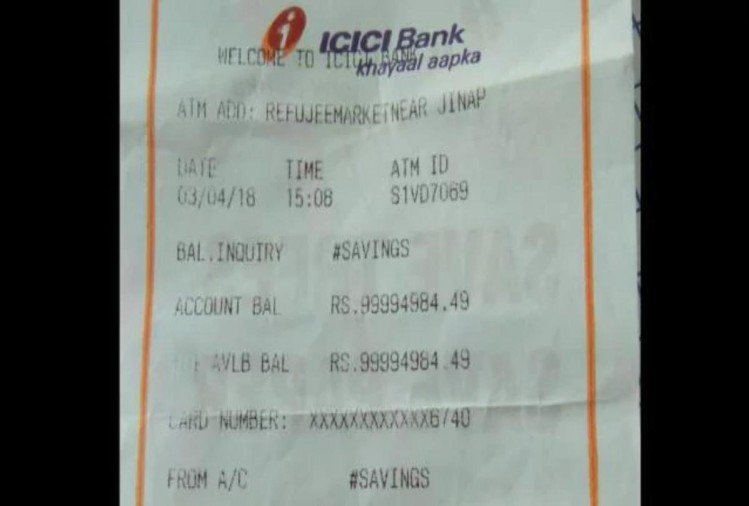 ICICI Bank
khayaal aapka
WELCOME TO ICICI BANK
ATM ADD: REFUJEEMARKETNEAR JINAP
DATE TIME ATM ID
03/04/18 15:08 S1VD7069
BAL.INQUIRY #SAVINGS
ACCOUNT BAL RS.99994984.49
AVLB BAL RS.99994984.49
CARD NUMBER: XXXXXXXXXXXX6740
FROM A/C #SAVINGS